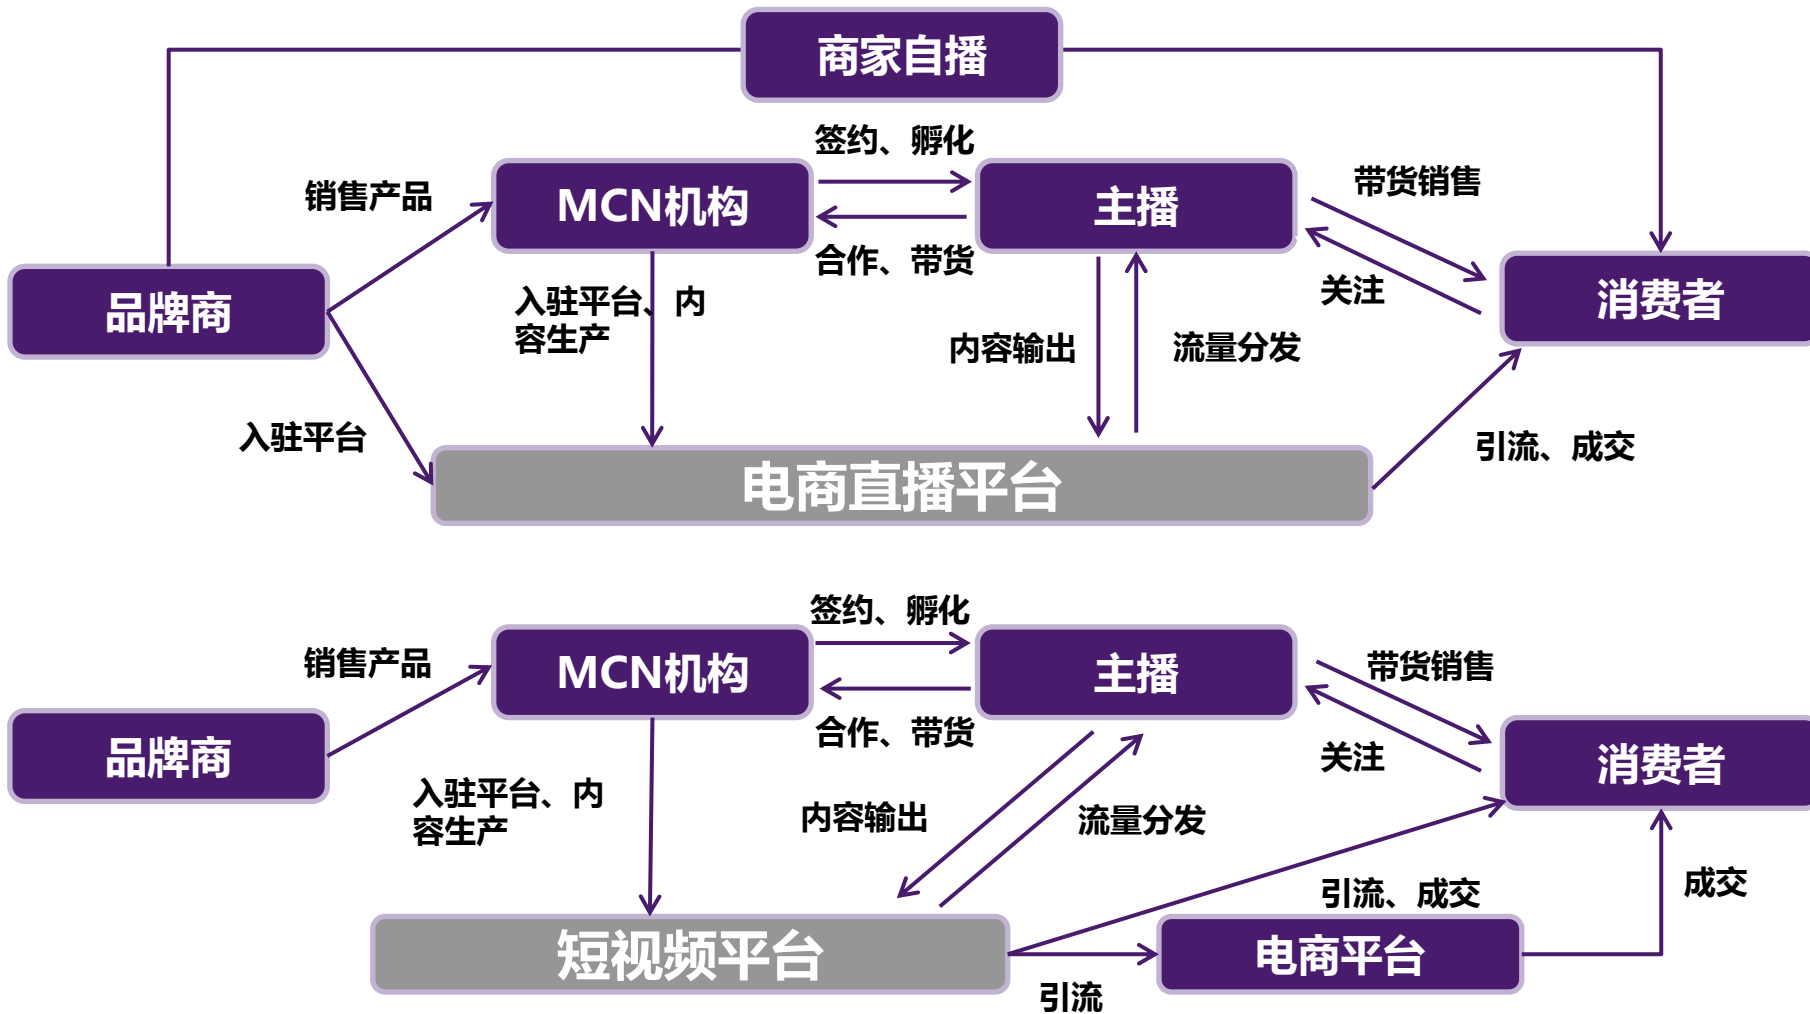 商家自播
签约、孵化
销售产品
MCN机构
主播
带货销售
合作、带货
品牌商
入驻平台、内
容生产
关注
消费者
内容输出
流量分发
入驻平台
引流、成交
电商直播平台
签约、孵化
销售产品
MCN机构
主播
带货销售
合作、带货
品牌商
关注
消费者
入驻平台、内
容生产
内容输出
流量分发
引流、成交
成交
短视频平台
电商平台
引流